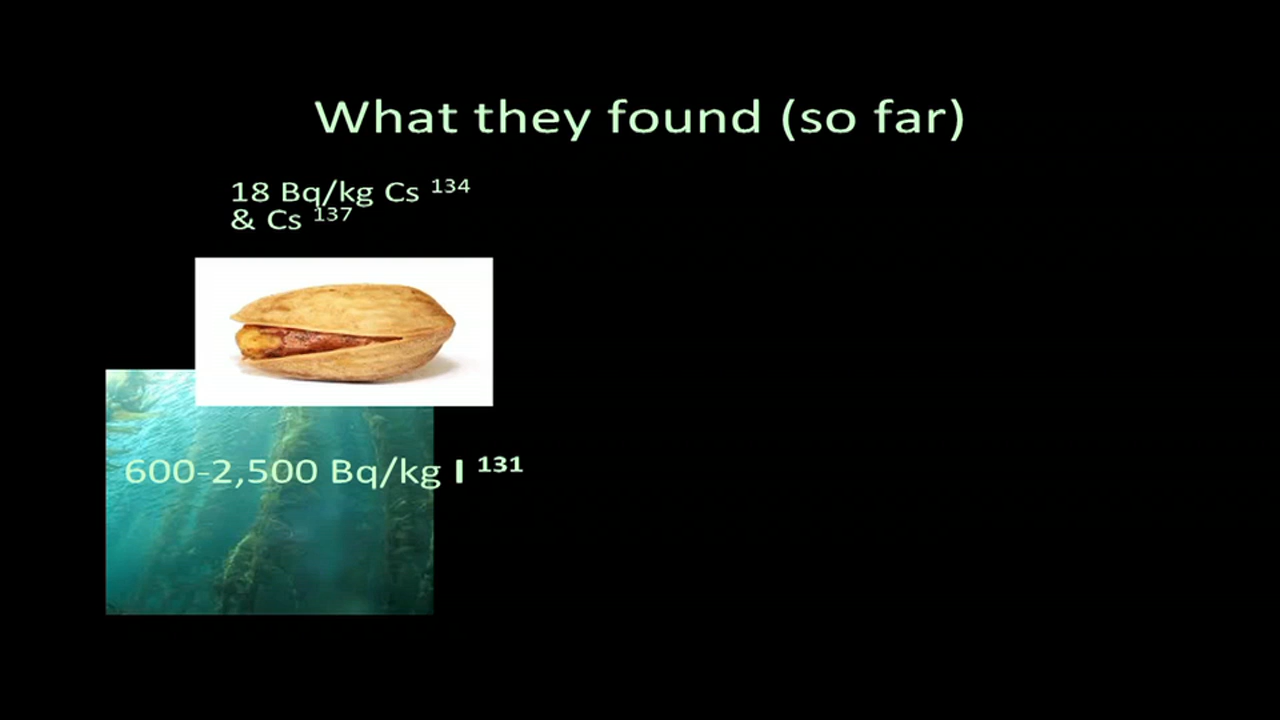 What they found (so far)
18 Bq/kg Cs ¹³⁴
& Cs ¹³⁷
600-2,500 Bq/kg I ¹³¹